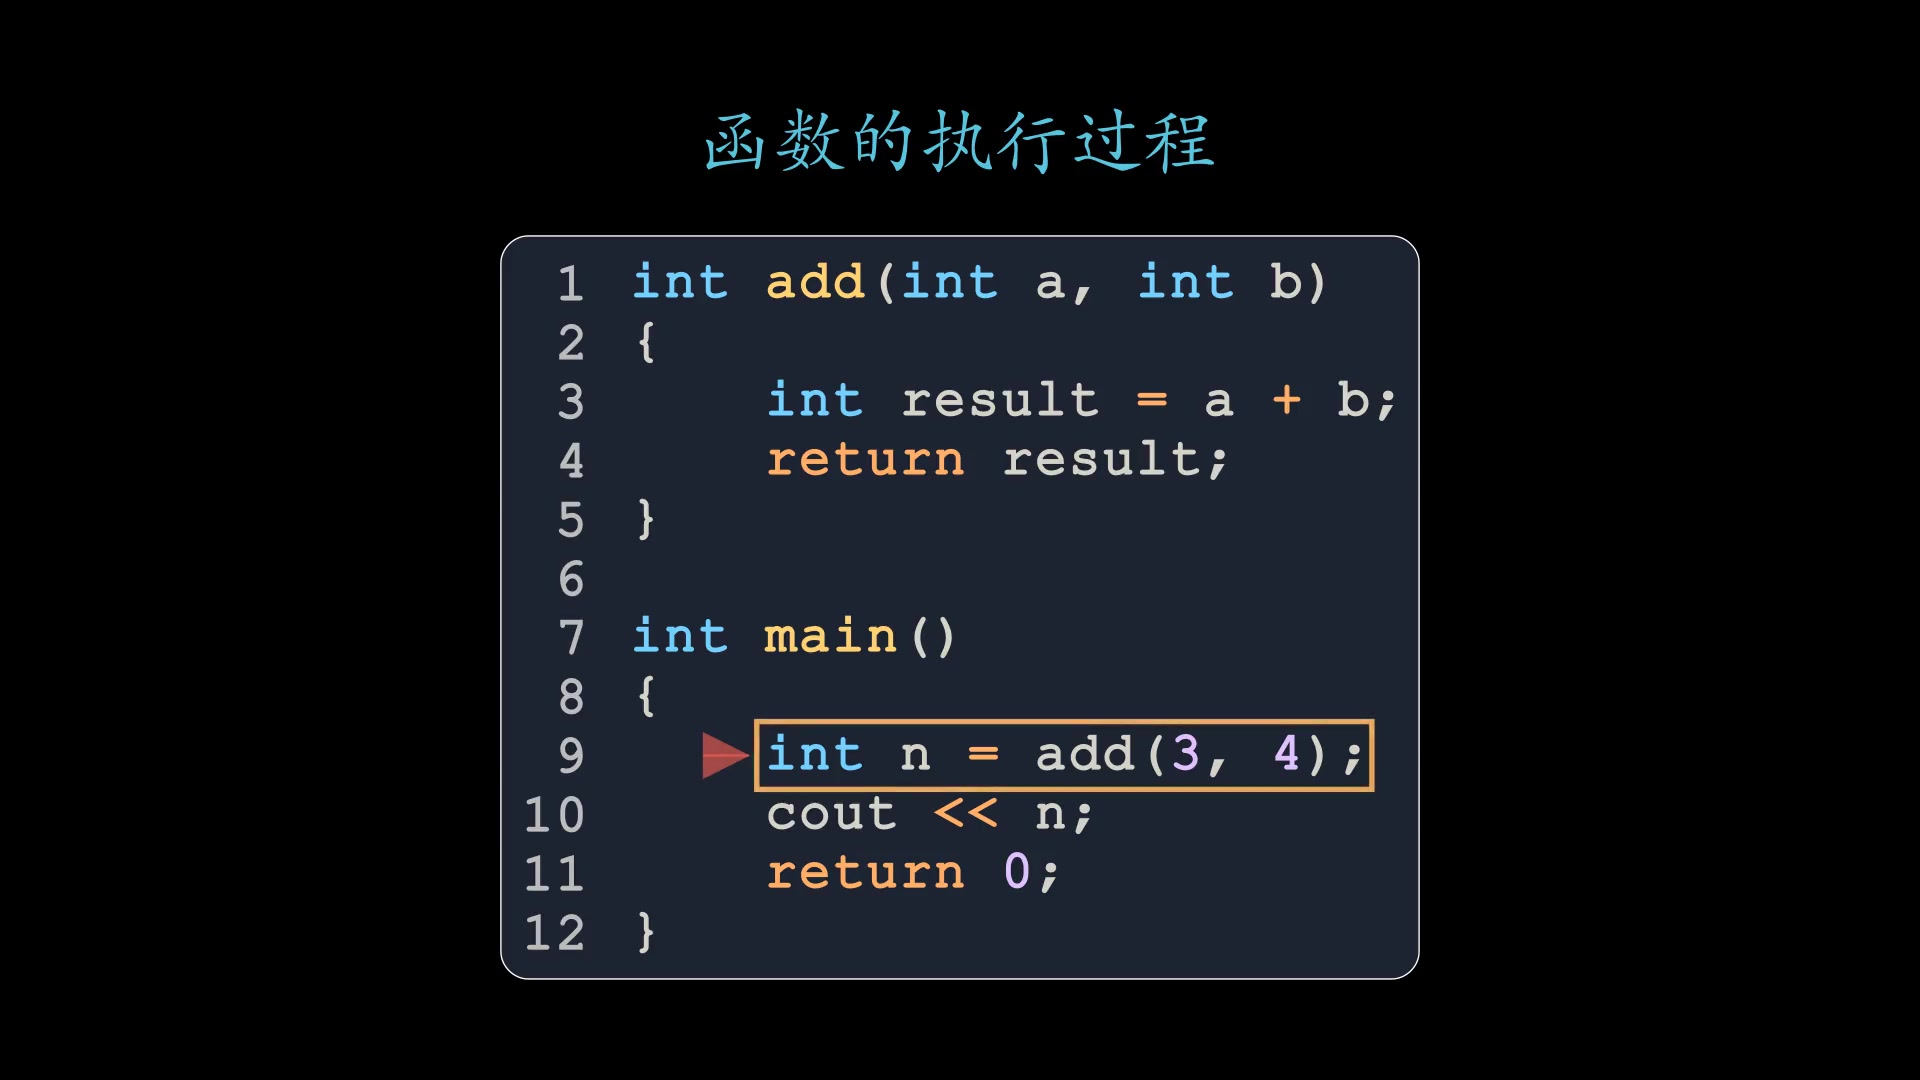 函数的执行过程
1 int add(int a, int b)
2 {
3     int result = a + b;
4     return result;
5 }
6
7 int main()
8 {
9     int n = add(3, 4);
10     cout << n;
11     return 0;
12 }